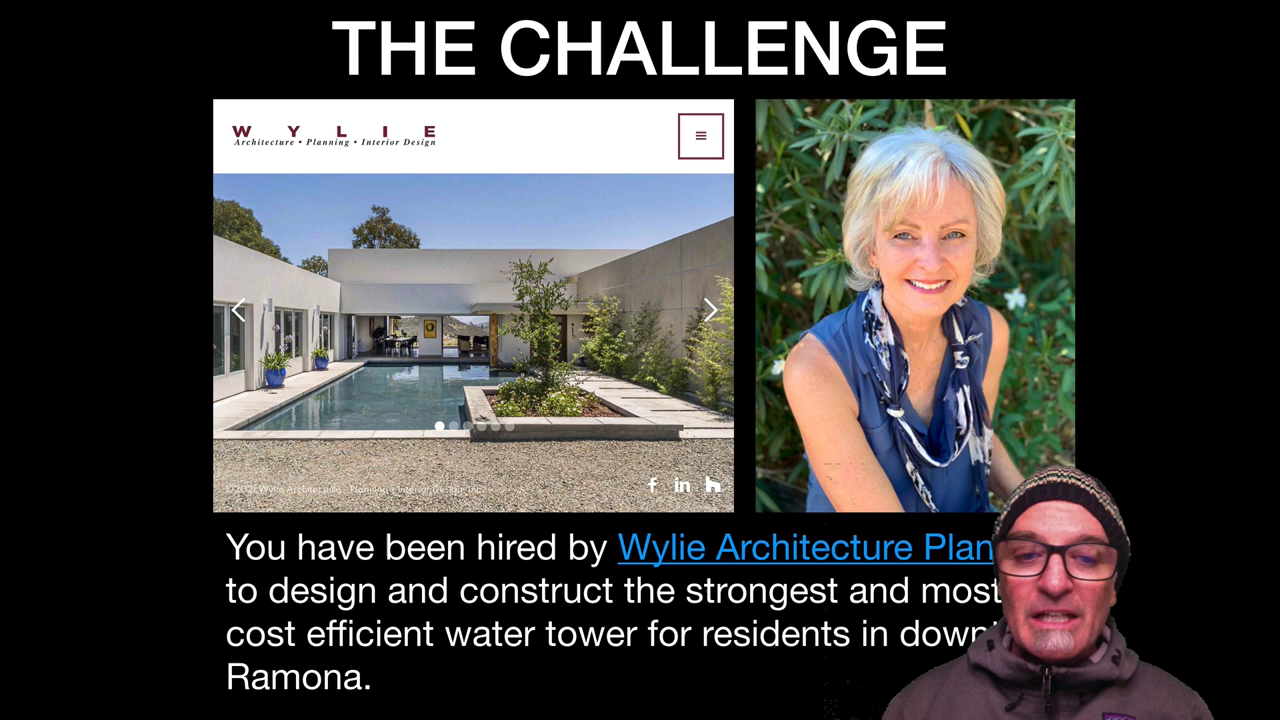 THE CHALLENGE
W Y L I E
Architecture • Planning • Interior Design
You have been hired by Wylie Architecture Plan
to design and construct the strongest and most
cost efficient water tower for residents in down
Ramona.